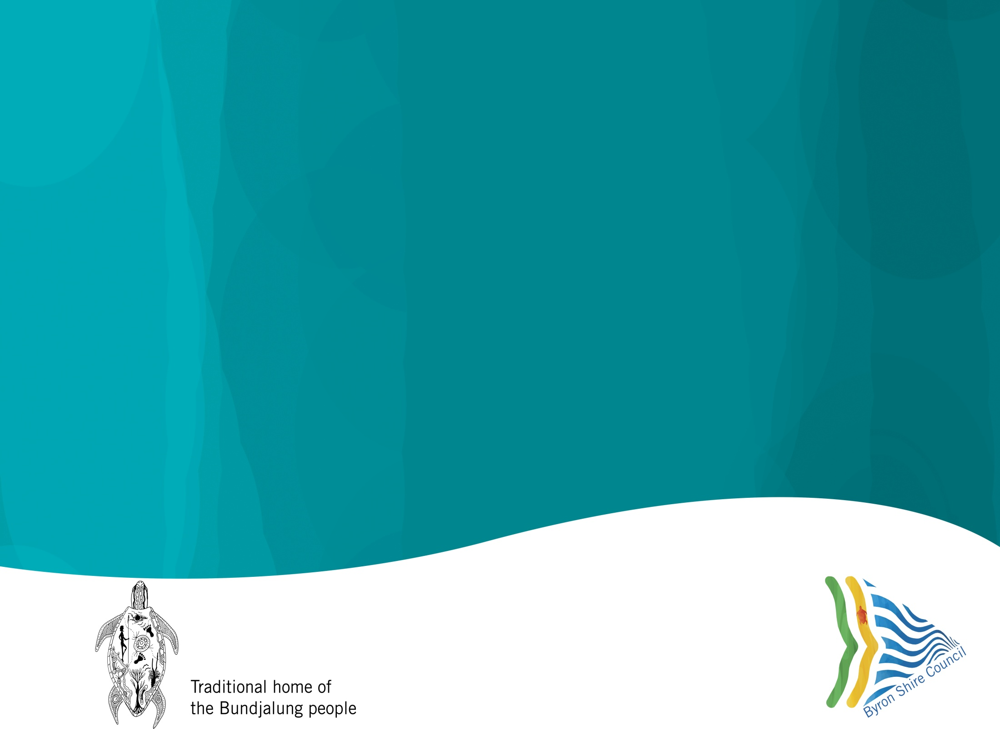 Traditional home of
the Bundjalung people
Byron Shire Council